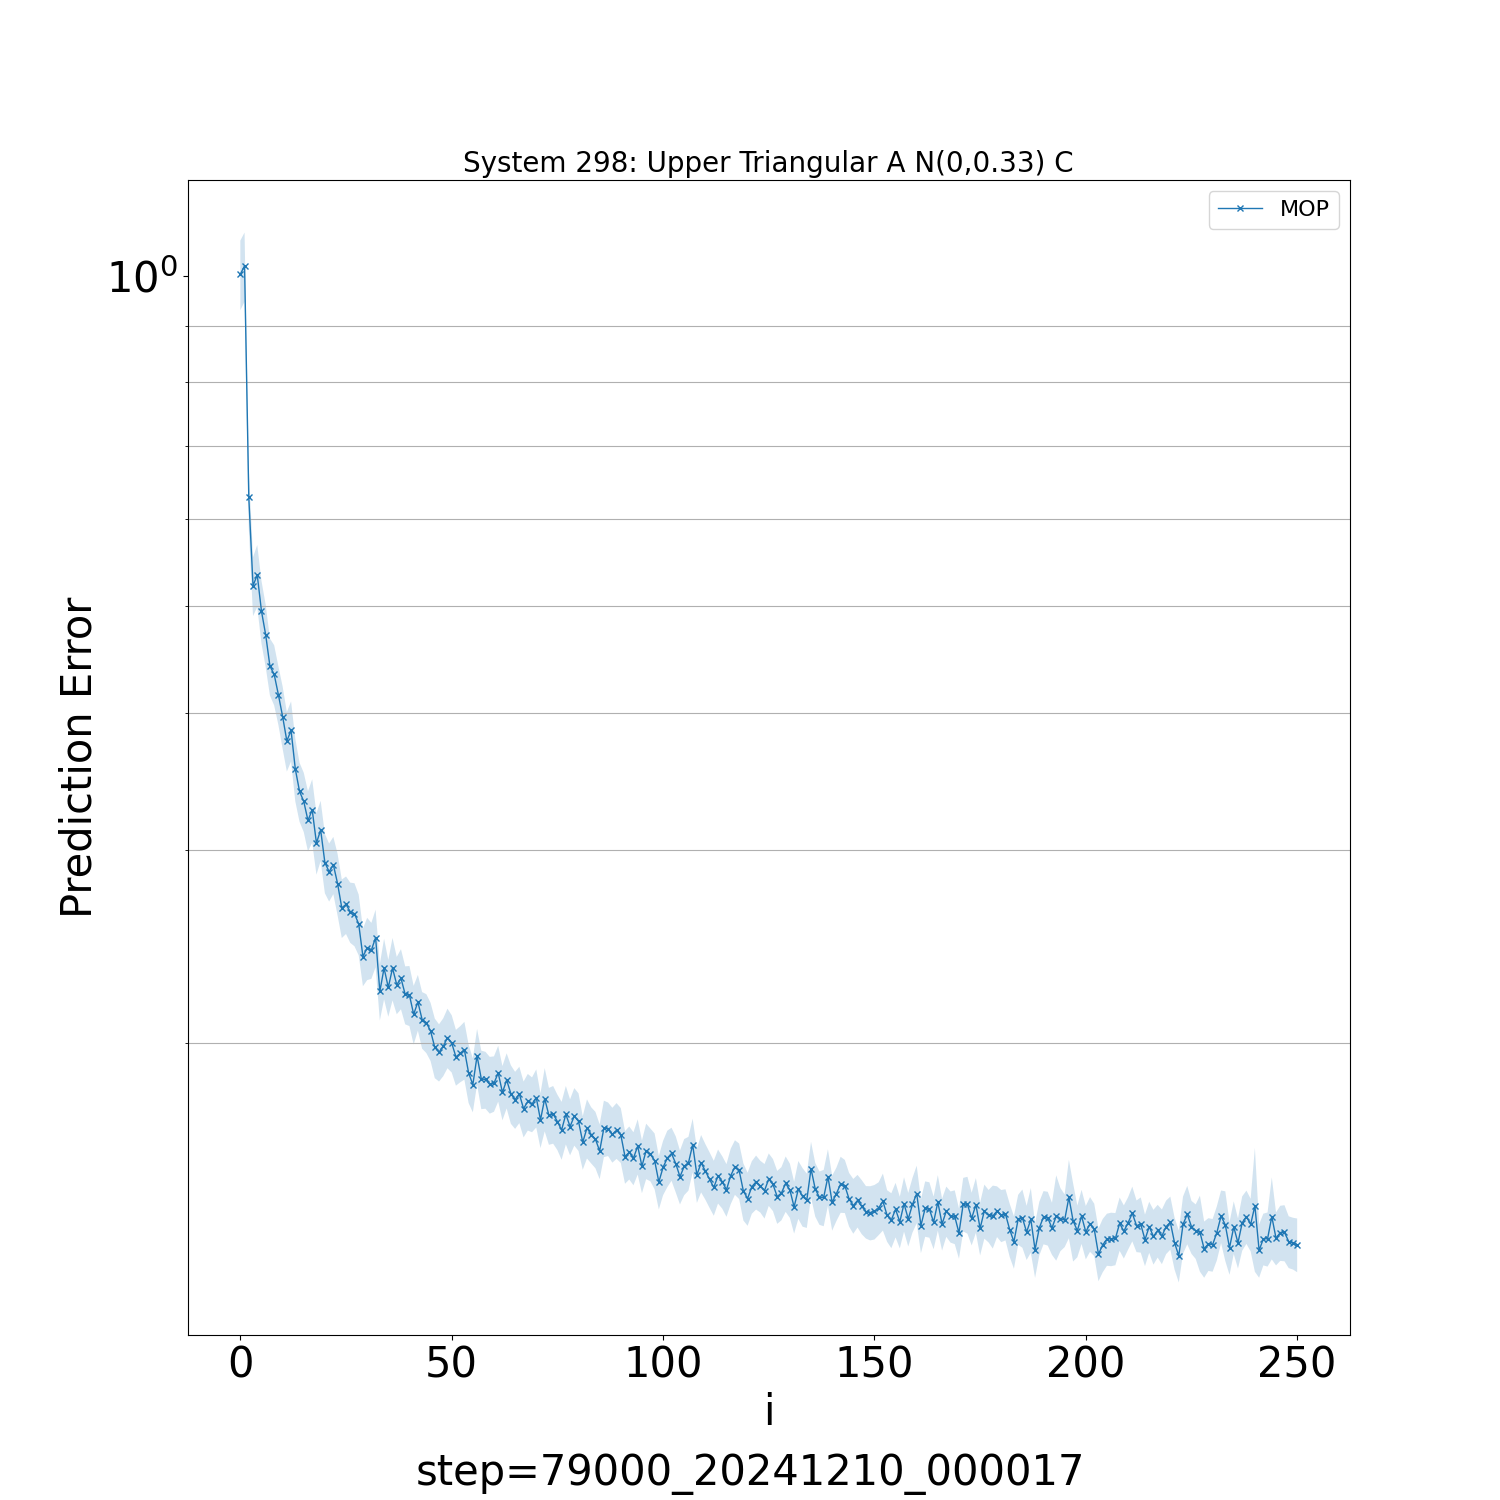 System 298: Upper Triangular A N(0,0.33) C
MOP
10⁰
Prediction Error
0 50 100 150 200 250
i
step=79000_20241210_000017